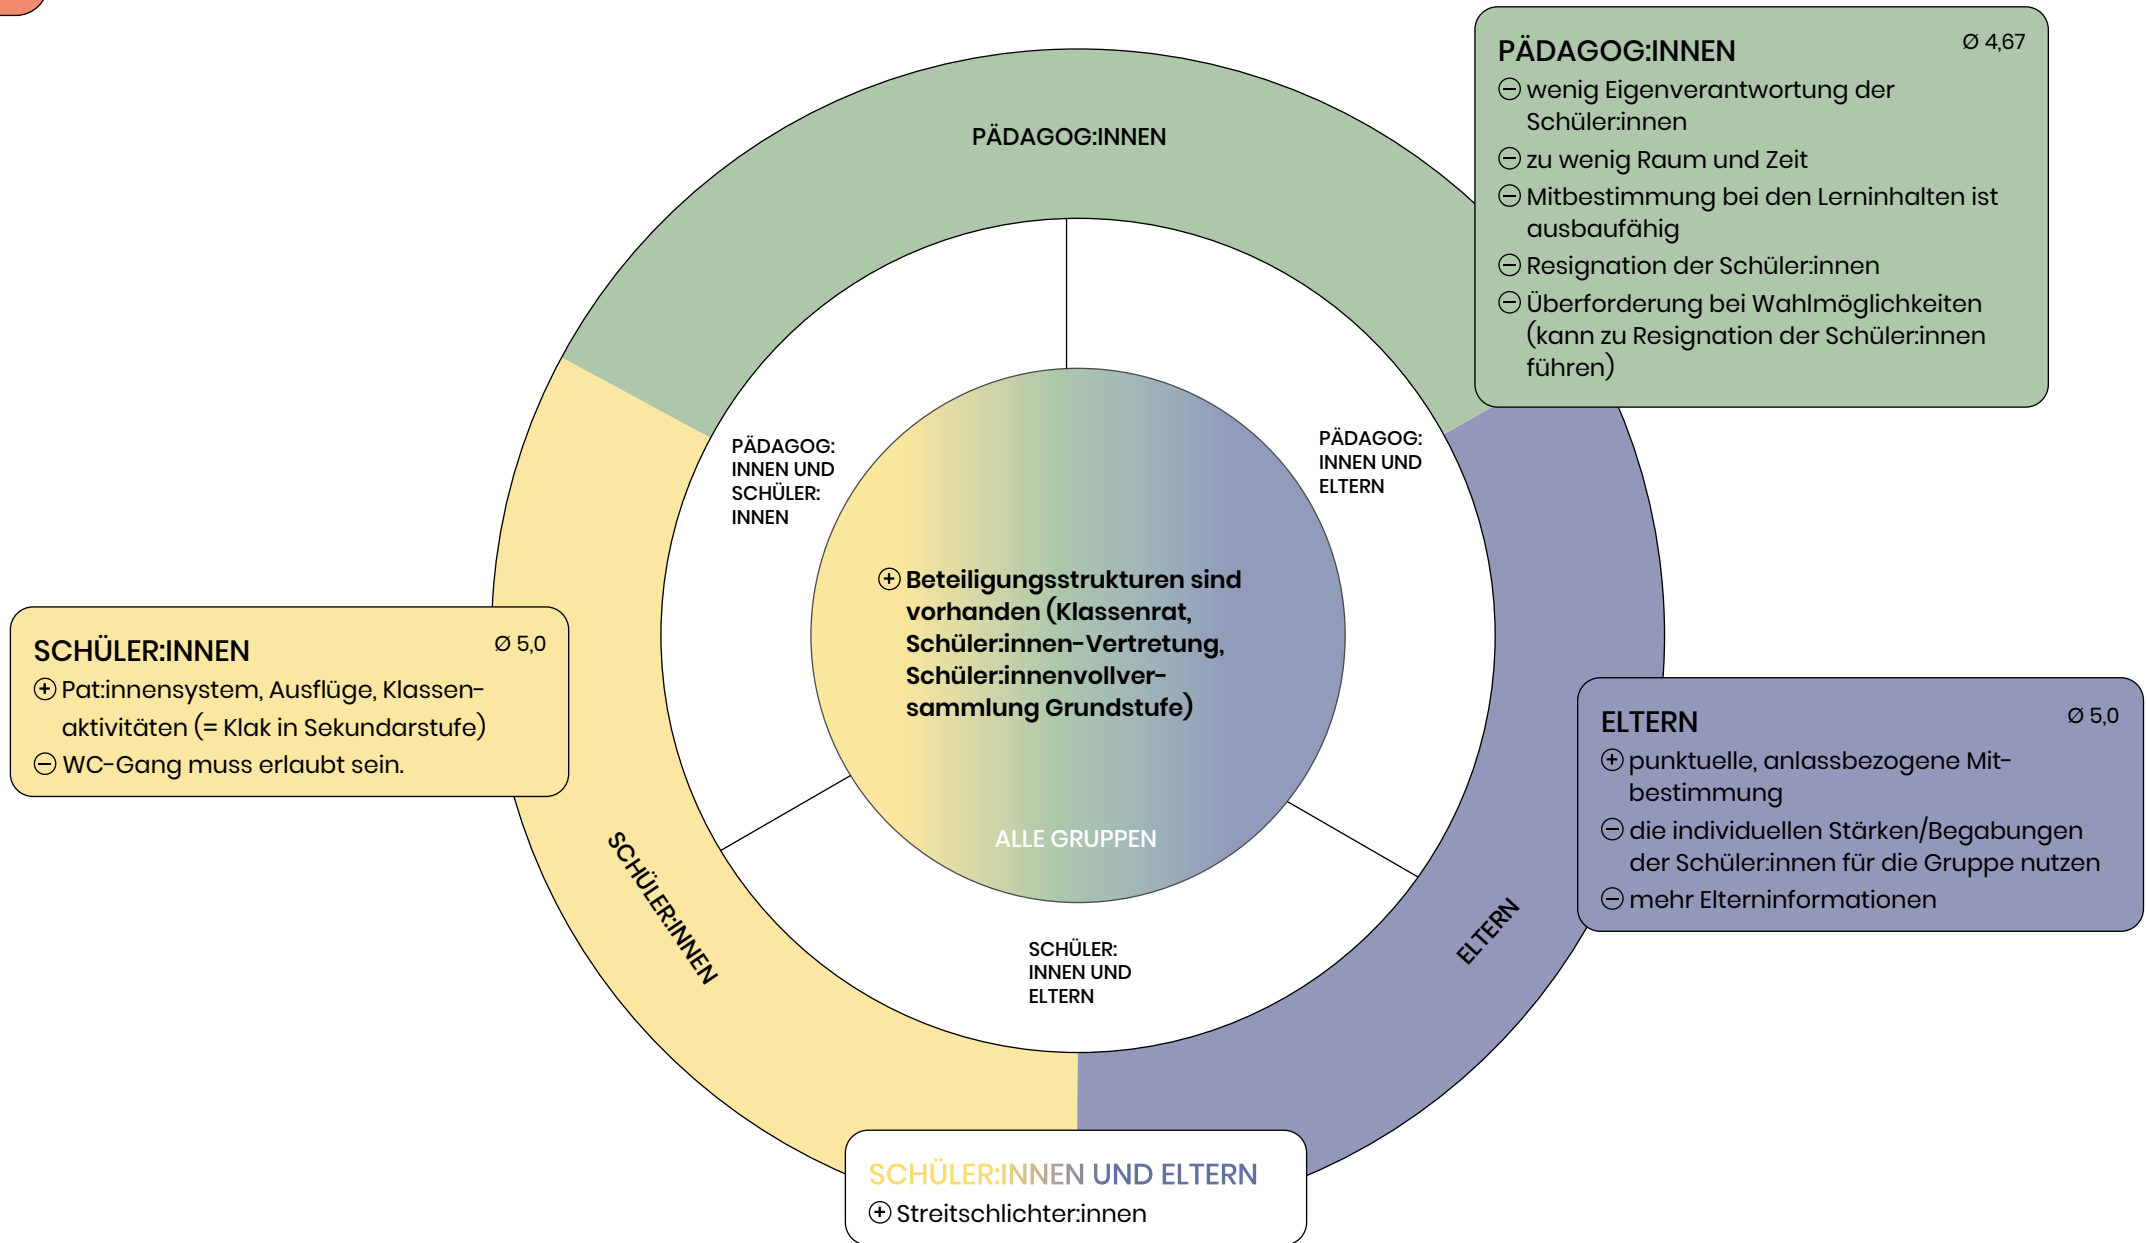 PÄDAGOG:INNEN
Ø 4,67
⊖ wenig Eigenverantwortung der
Schüler:innen
⊖ zu wenig Raum und Zeit
⊖ Mitbestimmung bei den Lerninhalten ist
ausbaufähig
⊖ Resignation der Schüler:innen
⊖ Überforderung bei Wahlmöglichkeiten
(kann zu Resignation der Schüler:innen
führen)
PÄDAGOG:INNEN
PÄDAGOG:
INNEN UND
SCHÜLER:
INNEN
PÄDAGOG:
INNEN UND
ELTERN
⊕ Beteiligungsstrukturen sind
vorhanden (Klassenrat,
Schüler:innen-Vertretung,
Schüler:innenvollver-
sammlung Grundstufe)
ALLE GRUPPEN
SCHÜLER:INNEN
Ø 5,0
⊕ Pat:innensystem, Ausflüge, Klassen-
aktivitäten (= Klak in Sekundarstufe)
⊖ WC-Gang muss erlaubt sein.
ELTERN
Ø 5,0
⊕ punktuelle, anlassbezogene Mit-
bestimmung
⊖ die individuellen Stärken/Begabungen
der Schüler:innen für die Gruppe nutzen
⊖ mehr Elterninformationen
SCHÜLER:INNEN
ELTERN
SCHÜLER:
INNEN UND
ELTERN
SCHÜLER:INNEN UND ELTERN
⊕ Streitschlichter:innen